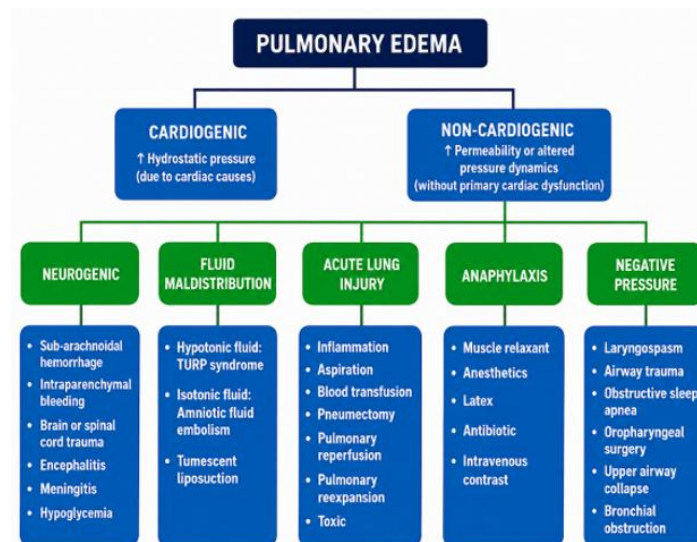 PULMONARY EDEMA
CARDIOGENIC
↑ Hydrostatic pressure
(due to cardiac causes)
NON-CARDIOGENIC
↑ Permeability or altered
pressure dynamics
(without primary cardiac dysfunction)
NEUROGENIC
FLUID
MALDISTRIBUTION
ACUTE LUNG
INJURY
ANAPHYLAXIS
NEGATIVE
PRESSURE
• Sub-arachnoidal
hemorrhage
• Intraparenchymal
bleeding
• Brain or spinal
cord trauma
• Encephalitis
• Meningitis
• Hypoglycemia
• Hypotonic fluid:
TURP syndrome
• Isotonic fluid:
Amniotic fluid
embolism
• Tumescent
liposuction
• Inflammation
• Aspiration
• Blood transfusion
• Pneumectomy
• Pulmonary
reperfusion
• Pulmonary
reexpansion
• Toxic
• Muscle relaxant
• Anesthetics
• Latex
• Antibiotic
• Intravenous
contrast
• Laryngospasm
• Airway trauma
• Obstructive sleep
apnea
• Oropharyngeal
surgery
• Upper airway
collapse
• Bronchial
obstruction